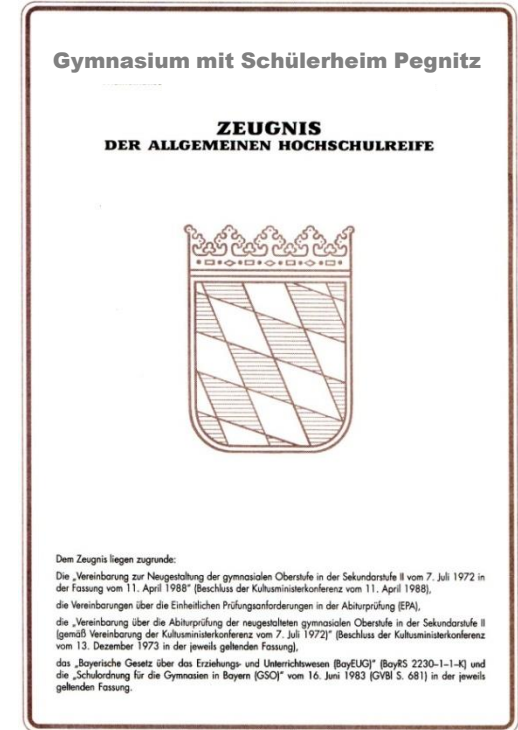 Gymnasium mit Schülerheim Pegnitz
ZEUGNIS
DER ALLGEMEINEN HOCHSCHULREIFE
Dem Zeugnis liegen zugrunde:
Die „Vereinbarung zur Neugestaltung der gymnasialen Oberstufe in der Sekundarstufe II vom 7. Juli 1972 in
der Fassung vom 11. April 1988“ (Beschluss der Kultusministerkonferenz vom 11. April 1988),
die Vereinbarungen über die Einheitlichen Prüfungsanforderungen in der Abiturprüfung (EPA),
die „Vereinbarung über die Abiturprüfung der neugestalteten gymnasialen Oberstufe in der Sekundarstufe II
(gemäß Vereinbarung der Kultusministerkonferenz vom 7. Juli 1972)“ (Beschluss der Kultusministerkonferenz
vom 13. Dezember 1973 in der jeweils geltenden Fassung),
das „Bayerische Gesetz über das Erziehungs- und Unterrichtswesen (BayEUG)“ (BayRS 2230–1–1–K) und
die „Schulordnung für die Gymnasien in Bayern (GSO)“ vom 16. Juni 1983 (GVBl S. 681) in der jeweils
geltenden Fassung.